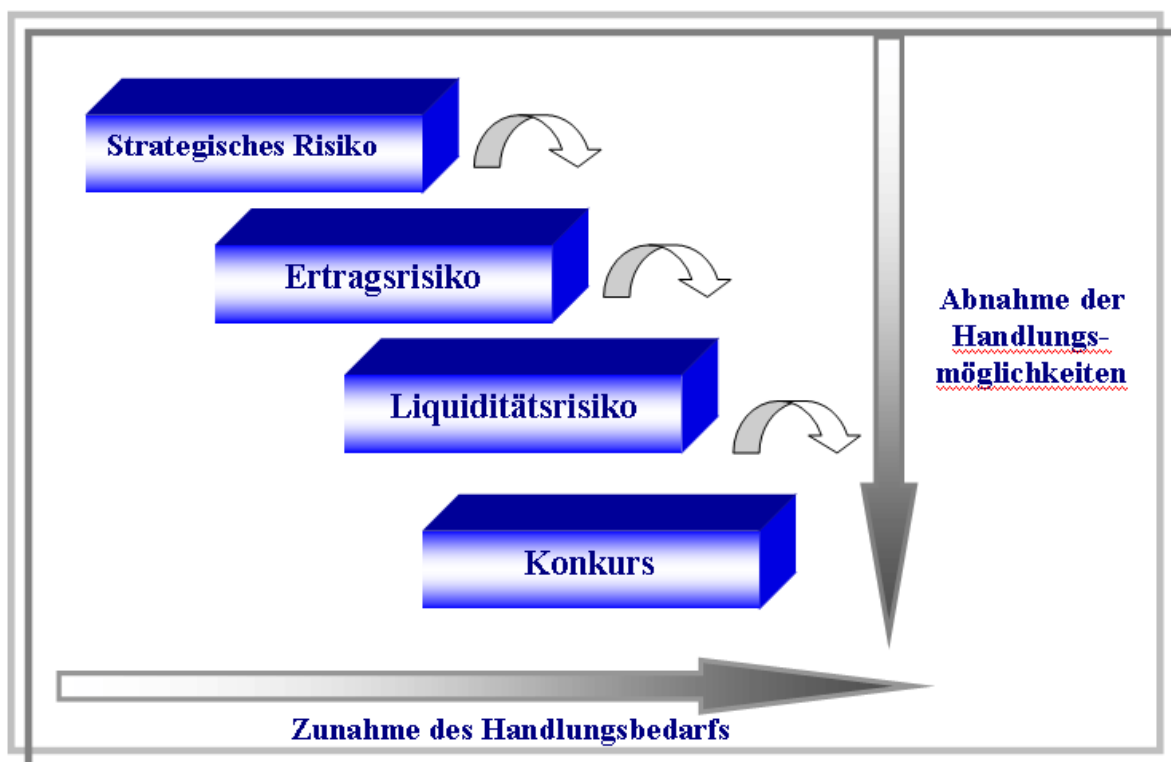 Strategisches Risiko
Ertragsrisiko
Liquiditätsrisiko
Konkurs
Abnahme der
Handlungs-
möglichkeiten
Zunahme des Handlungsbedarfs